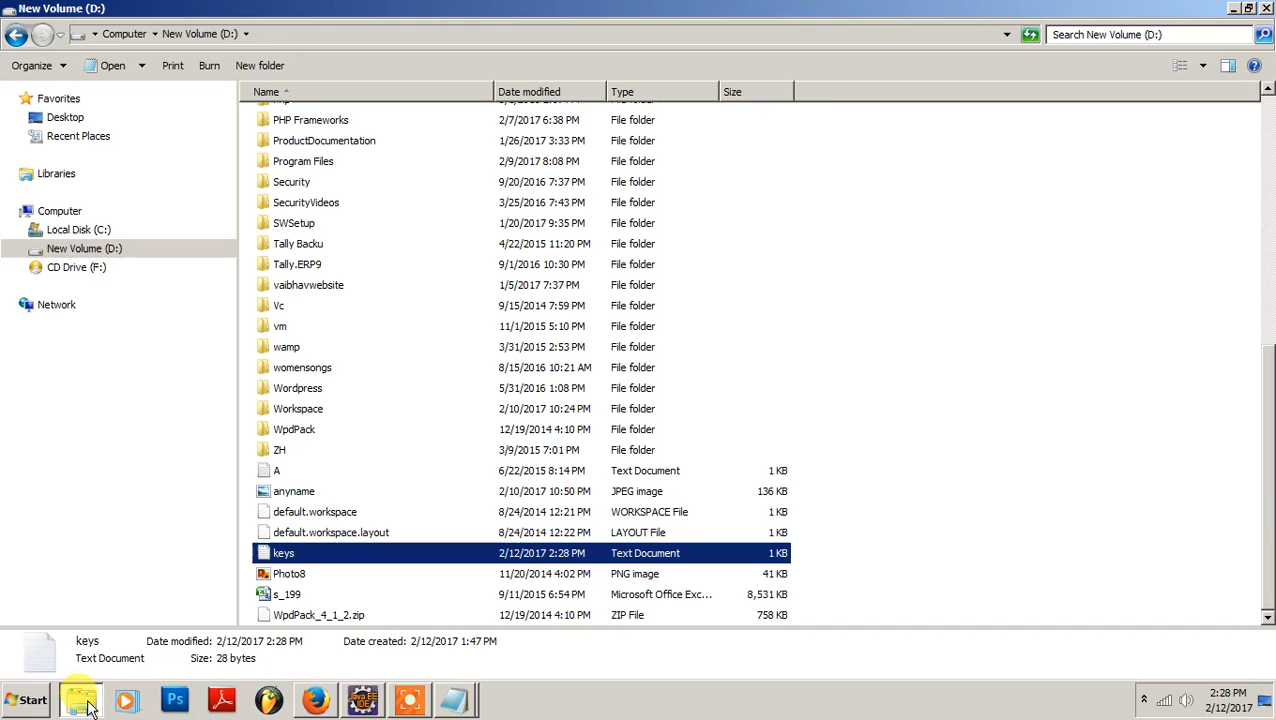 New Volume (D:)
Computer New Volume (D:) Search New Volume (D:)
Organize Open Print Burn New folder
Name Date modified Type Size
Favorites
Desktop
Recent Places
Libraries
Computer
Local Disk (C:)
New Volume (D:)
CD Drive (F:)
Network
PHP Frameworks 2/7/2017 6:38 PM File folder
ProductDocumentation 1/26/2017 3:33 PM File folder
Program Files 2/9/2017 8:08 PM File folder
Security 9/20/2016 7:37 PM File folder
SecurityVideos 3/25/2016 7:43 PM File folder
SWSetup 1/20/2017 9:35 PM File folder
Tally Backu 4/22/2015 11:20 PM File folder
Tally.ERP9 9/1/2016 10:30 PM File folder
vaibhavwebsite 1/5/2017 7:37 PM File folder
Vc 9/15/2014 7:59 PM File folder
vm 11/1/2015 5:10 PM File folder
wamp 3/31/2015 2:53 PM File folder
womensongs 8/15/2016 10:21 AM File folder
Wordpress 5/31/2016 1:08 PM File folder
Workspace 2/10/2017 10:24 PM File folder
WpdPack 12/19/2014 4:10 PM File folder
ZH 3/9/2015 7:01 PM File folder
A 6/22/2015 8:14 PM Text Document 1 KB
anyname 2/10/2017 10:50 PM JPEG image 136 KB
default.workspace 8/24/2014 12:21 PM WORKSPACE File 1 KB
default.workspace.layout 8/24/2014 12:22 PM LAYOUT File 1 KB
keys 2/12/2017 2:28 PM Text Document 1 KB
Photo8 11/20/2014 4:02 PM PNG image 41 KB
s_199 9/11/2015 6:54 PM Microsoft Office Exc... 8,531 KB
WpdPack_4_1_2.zip 12/19/2014 4:10 PM ZIP File 758 KB
keys Date modified: 2/12/2017 2:28 PM Date created: 2/12/2017 1:47 PM
Text Document Size: 28 bytes
Start Ps Java EE IDE 2:28 PM
2/12/2017